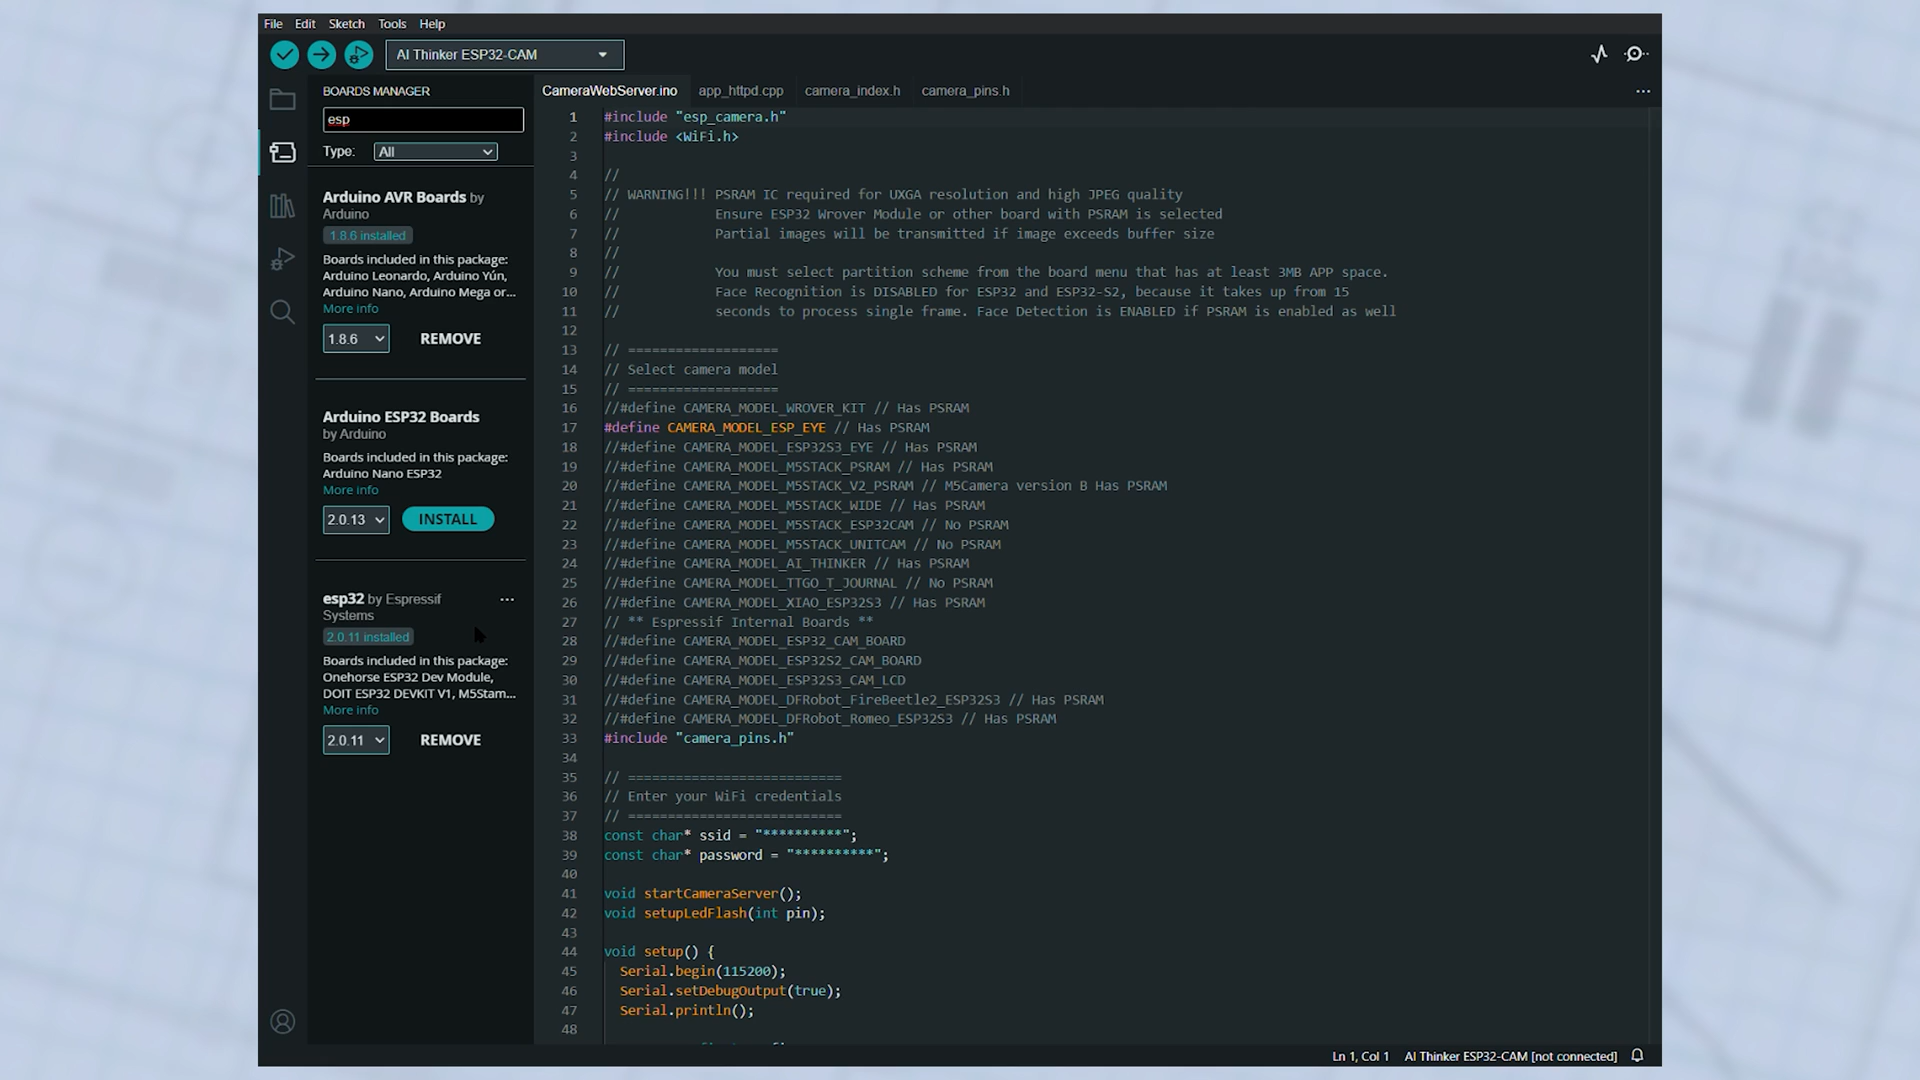 File Edit Sketch Tools Help
AI Thinker ESP32-CAM
BOARDS MANAGER
esp
Type: All
Arduino AVR Boards by
Arduino
1.8.6 installed
Boards included in this package:
Arduino Leonardo, Arduino Yún,
Arduino Nano, Arduino Mega or...
More info
1.8.6 REMOVE
Arduino ESP32 Boards
by Arduino
Boards included in this package:
Arduino Nano ESP32
More info
2.0.13 INSTALL
esp32 by Espressif ...
Systems
2.0.11 installed
Boards included in this package:
Onehorse ESP32 Dev Module,
DOIT ESP32 DEVKIT V1, M5Stam...
More info
2.0.11 REMOVE
CameraWebServer.ino app_httpd.cpp camera_index.h camera_pins.h ...
1 #include "esp_camera.h"
2 #include <WiFi.h>
3
4 //
5 // WARNING!!! PSRAM IC required for UXGA resolution and high JPEG quality
6 // Ensure ESP32 Wrover Module or other board with PSRAM is selected
7 // Partial images will be transmitted if image exceeds buffer size
8 //
9 // You must select partition scheme from the board menu that has at least 3MB APP space.
10 // Face Recognition is DISABLED for ESP32 and ESP32-S2, because it takes up from 15
11 // seconds to process single frame. Face Detection is ENABLED if PSRAM is enabled as well
12
13 // ===================
14 // Select camera model
15 // ===================
16 //#define CAMERA_MODEL_WROVER_KIT // Has PSRAM
17 #define CAMERA_MODEL_ESP_EYE // Has PSRAM
18 //#define CAMERA_MODEL_ESP32S3_EYE // Has PSRAM
19 //#define CAMERA_MODEL_M5STACK_PSRAM // Has PSRAM
20 //#define CAMERA_MODEL_M5STACK_V2_PSRAM // M5Camera version B Has PSRAM
21 //#define CAMERA_MODEL_M5STACK_WIDE // Has PSRAM
22 //#define CAMERA_MODEL_M5STACK_ESP32CAM // No PSRAM
23 //#define CAMERA_MODEL_M5STACK_UNITCAM // No PSRAM
24 //#define CAMERA_MODEL_AI_THINKER // Has PSRAM
25 //#define CAMERA_MODEL_TTGO_T_JOURNAL // No PSRAM
26 //#define CAMERA_MODEL_XIAO_ESP32S3 // Has PSRAM
27 // ** Espressif Internal Boards **
28 //#define CAMERA_MODEL_ESP32_CAM_BOARD
29 //#define CAMERA_MODEL_ESP32S2_CAM_BOARD
30 //#define CAMERA_MODEL_ESP32S3_CAM_LCD
31 //#define CAMERA_MODEL_DFRobot_FireBeetle2_ESP32S3 // Has PSRAM
32 //#define CAMERA_MODEL_DFRobot_Romeo_ESP32S3 // Has PSRAM
33 #include "camera_pins.h"
34
35 // ===========================
36 // Enter your WiFi credentials
37 // ===========================
38 const char* ssid = "**********";
39 const char* password = "**********";
40
41 void startCameraServer();
42 void setupLedFlash(int pin);
43
44 void setup() {
45 Serial.begin(115200);
46 Serial.setDebugOutput(true);
47 Serial.println();
48
Ln 1, Col 1 AI Thinker ESP32-CAM [not connected]